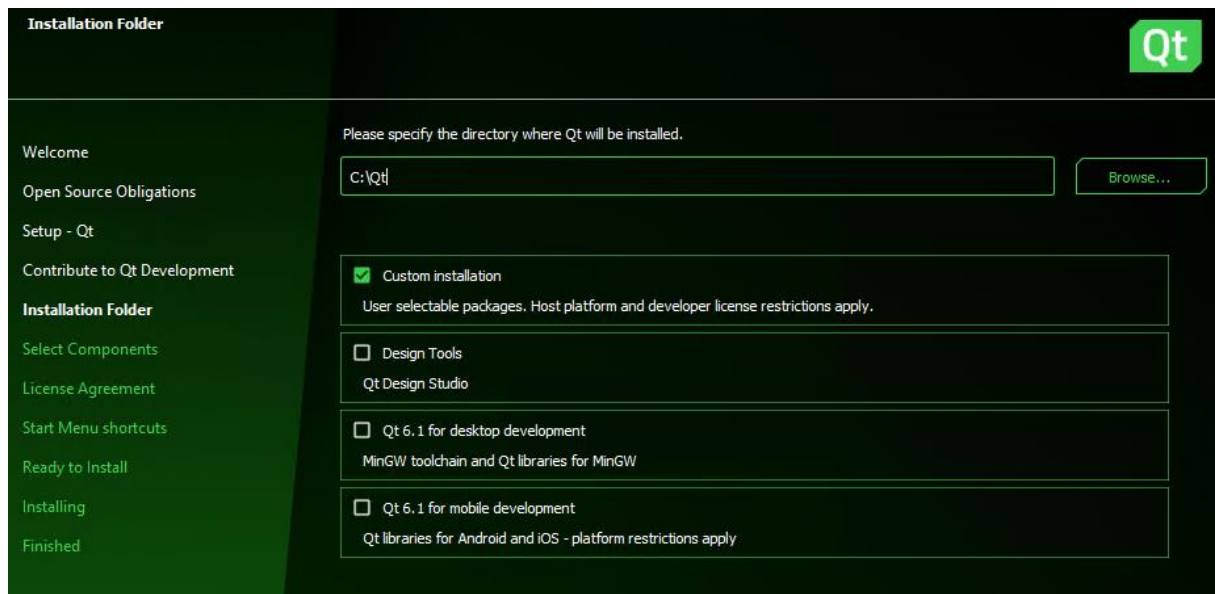 Installation Folder
Qt
Please specify the directory where Qt will be installed.
C:\Qt
Browse...
Welcome
Open Source Obligations
Setup - Qt
Contribute to Qt Development
Installation Folder
Select Components
License Agreement
Start Menu shortcuts
Ready to Install
Installing
Finished
Custom installation
User selectable packages. Host platform and developer license restrictions apply.
Design Tools
Qt Design Studio
Qt 6.1 for desktop development
MinGW toolchain and Qt libraries for MinGW
Qt 6.1 for mobile development
Qt libraries for Android and iOS - platform restrictions apply